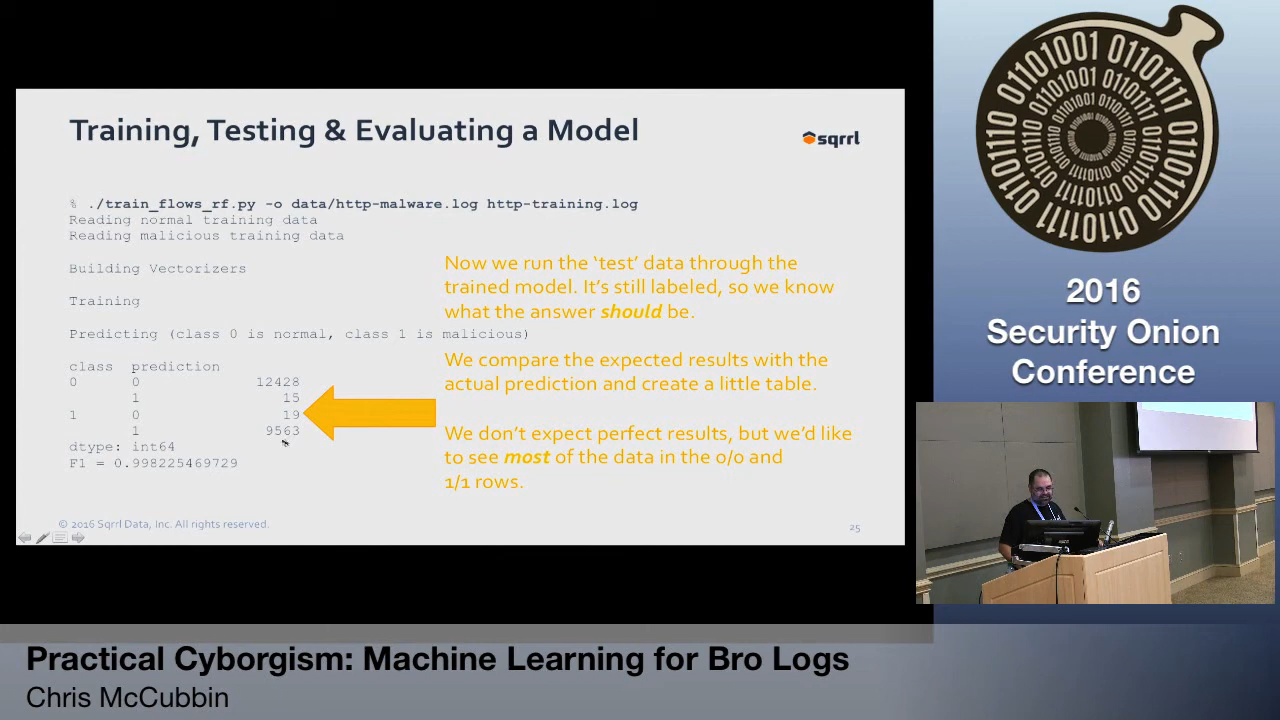 Training, Testing & Evaluating a Model
sqrrl
% ./train_flows_rf.py -o data/http-malware.log http-training.log
Reading normal training data
Reading malicious training data
Building Vectorizers
Training
Predicting (class 0 is normal, class 1 is malicious)
class prediction
0 0 12428
1 15
1 0 19
1 9563
dtype: int64
F1 = 0.998225469729
Now we run the ‘test’ data through the
trained model. It’s still labeled, so we know
what the answer should be.
We compare the expected results with the
actual prediction and create a little table.
We don’t expect perfect results, but we’d like
to see most of the data in the 0/0 and
1/1 rows.
© 2016 Sqrrl Data, Inc. All rights reserved.
25
2016
Security Onion
Conference
Practical Cyborgism: Machine Learning for Bro Logs
Chris McCubbin